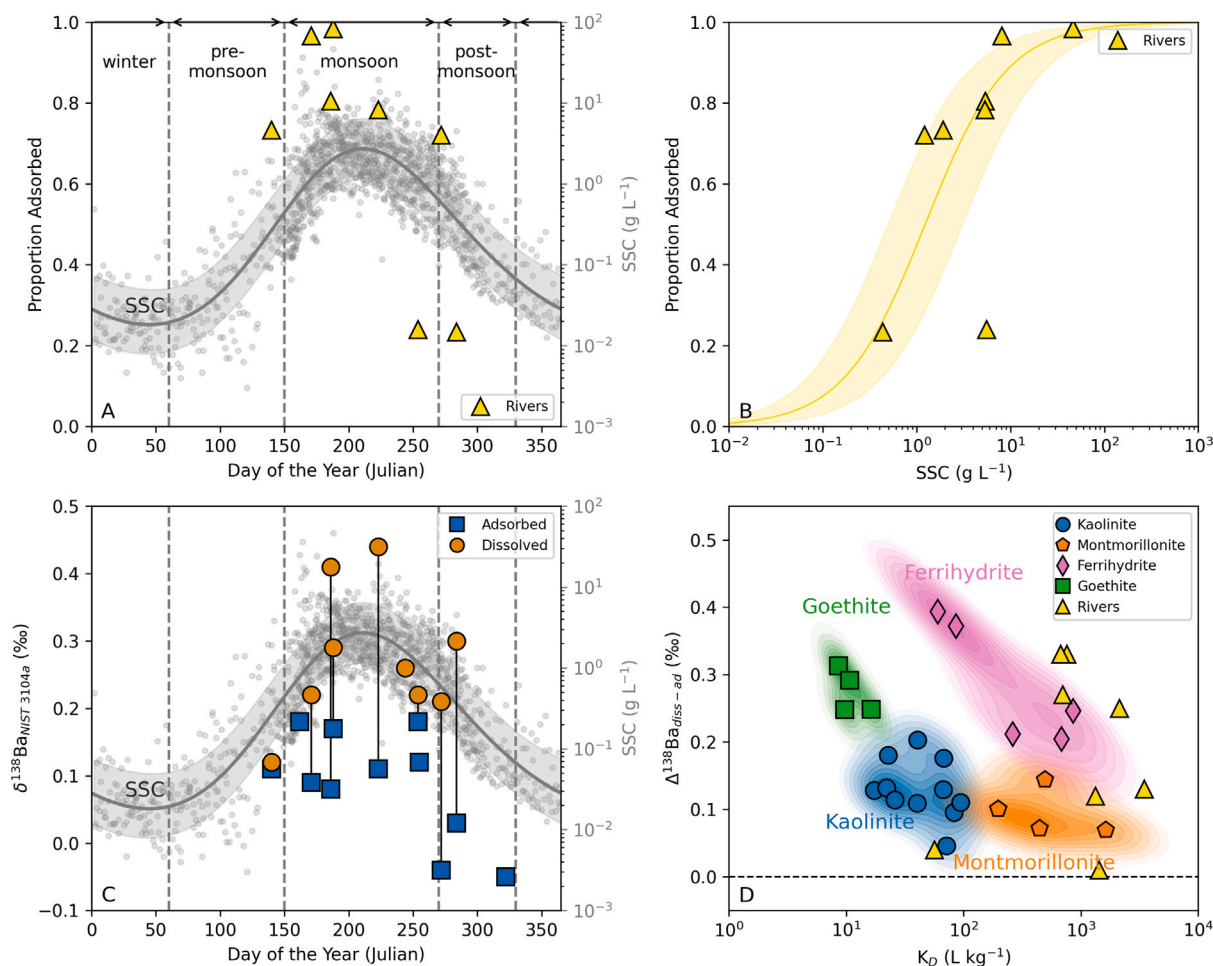 winter
pre-
monsoon
monsoon
post-
monsoon
SSC
A
Rivers
1.0
0.8
0.6
0.4
0.2
0.0
Proportion Adsorbed
10²
10¹
10⁰
10⁻¹
10⁻²
10⁻³
SSC (g L⁻¹)
0 50 100 150 200 250 300 350
Day of the Year (Julian)
Rivers
B
1.0
0.8
0.6
0.4
0.2
0.0
Proportion Adsorbed
10⁻² 10⁻¹ 10⁰ 10¹ 10² 10³
SSC (g L⁻¹)
Adsorbed
Dissolved
SSC
C
0.5
0.4
0.3
0.2
0.1
0.0
−0.1
δ¹³⁸Ba_NIST 3104a (‰)
10²
10¹
10⁰
10⁻¹
10⁻²
10⁻³
SSC (g L⁻¹)
0 50 100 150 200 250 300 350
Day of the Year (Julian)
Kaolinite
Montmorillonite
Ferrihydrite
Goethite
Rivers
Ferrihydrite
Goethite
Kaolinite
Montmorillonite
D
0.5
0.4
0.3
0.2
0.1
0.0
Δ¹³⁸Ba_diss−ad (‰)
10⁰ 10¹ 10² 10³ 10⁴
K_D (L kg⁻¹)